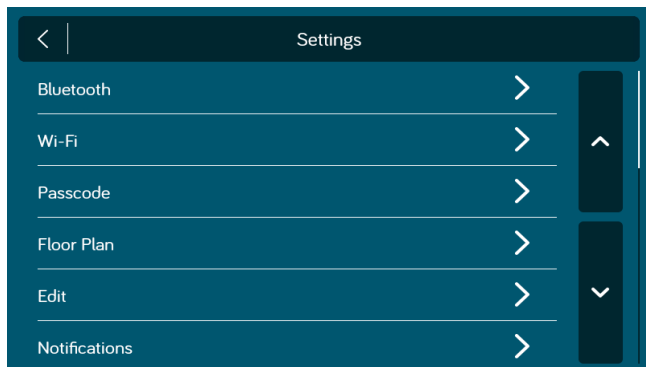 Settings
Bluetooth
Wi-Fi
Passcode
Floor Plan
Edit
Notifications